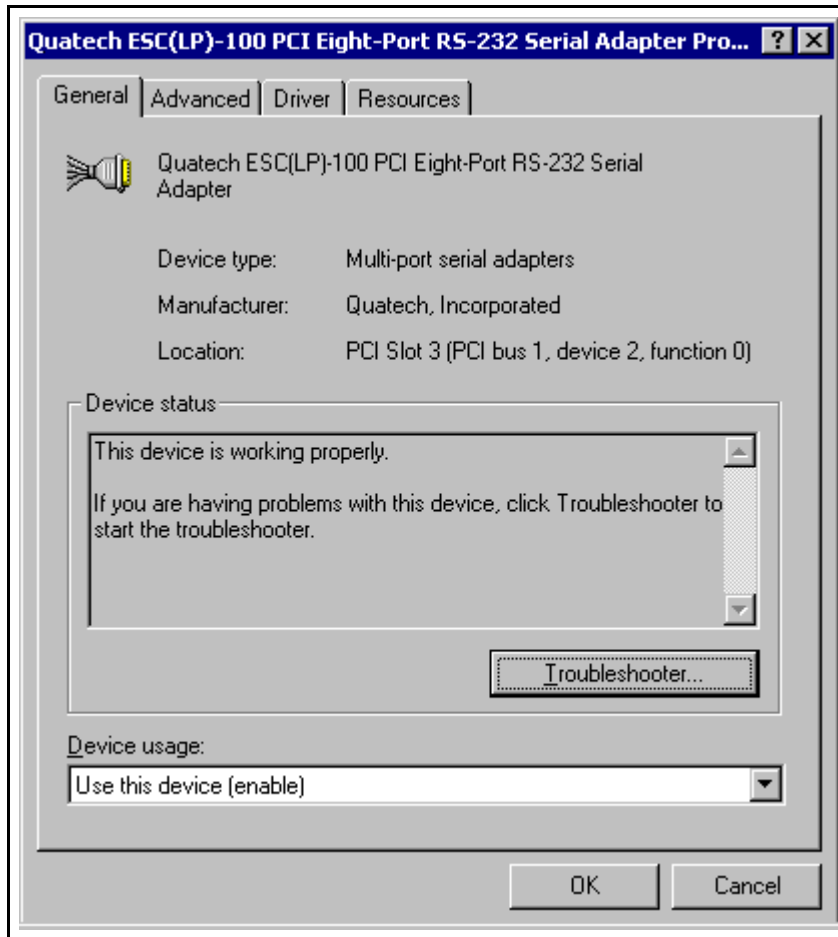 Quatech ESC(LP)-100 PCI Eight-Port RS-232 Serial Adapter Pro...
General Advanced Driver Resources
Quatech ESC(LP)-100 PCI Eight-Port RS-232 Serial
Adapter
Device type: Multi-port serial adapters
Manufacturer: Quatech, Incorporated
Location: PCI Slot 3 (PCI bus 1, device 2, function 0)
Device status
This device is working properly.
If you are having problems with this device, click Troubleshooter to
start the troubleshooter.
Troubleshooter...
Device usage:
Use this device (enable)
OK Cancel